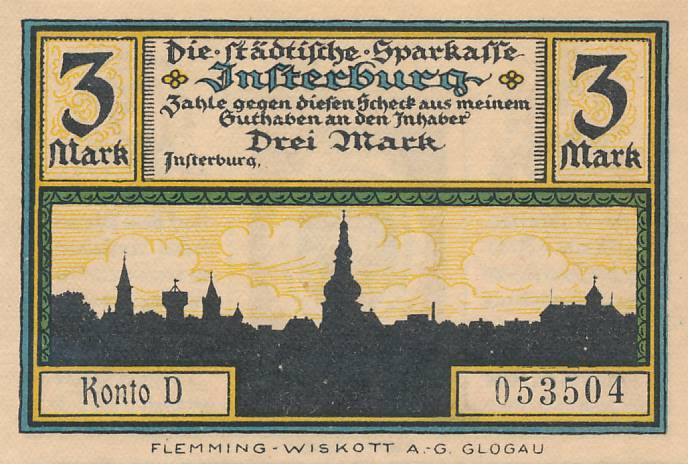 3 Mark
Die · städtische · Sparkasse
Insterburg
Zahle gegen diesen Scheck aus meinem
Guthaben an den Inhaber
Drei Mark
Insterburg,
3 Mark
Konto D
053504
FLEMMING-WISKOTT A.-G. GLOGAU